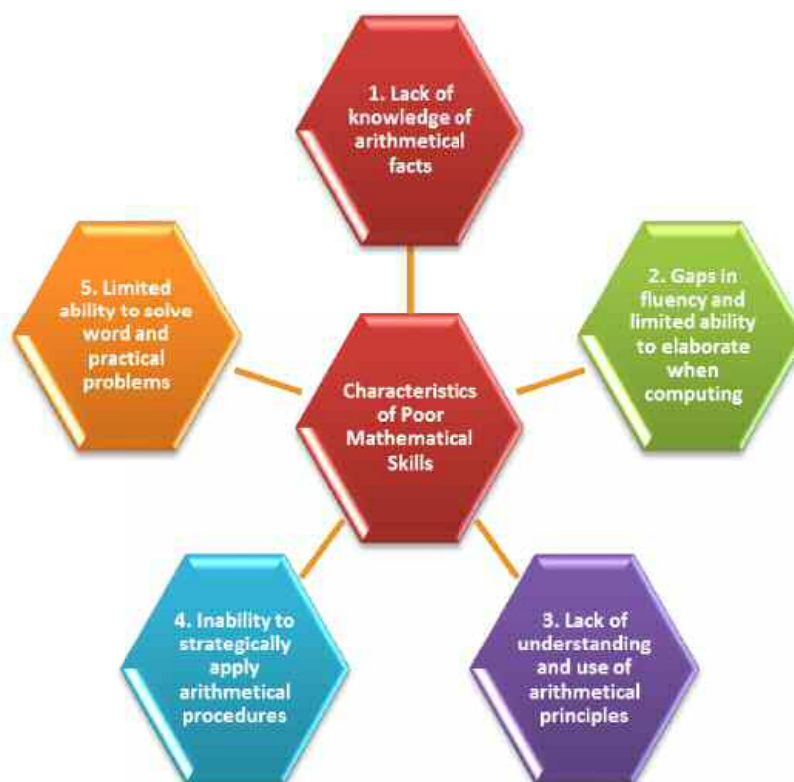 1. Lack of
knowledge of
arithmetical
facts
2. Gaps in
fluency and
limited ability
to elaborate
when
computing
3. Lack of
understanding
and use of
arithmetical
principles
4. Inability to
strategically
apply
arithmetical
procedures
5. Limited
ability to solve
word and
practical
problems
Characteristics
of Poor
Mathematical
Skills